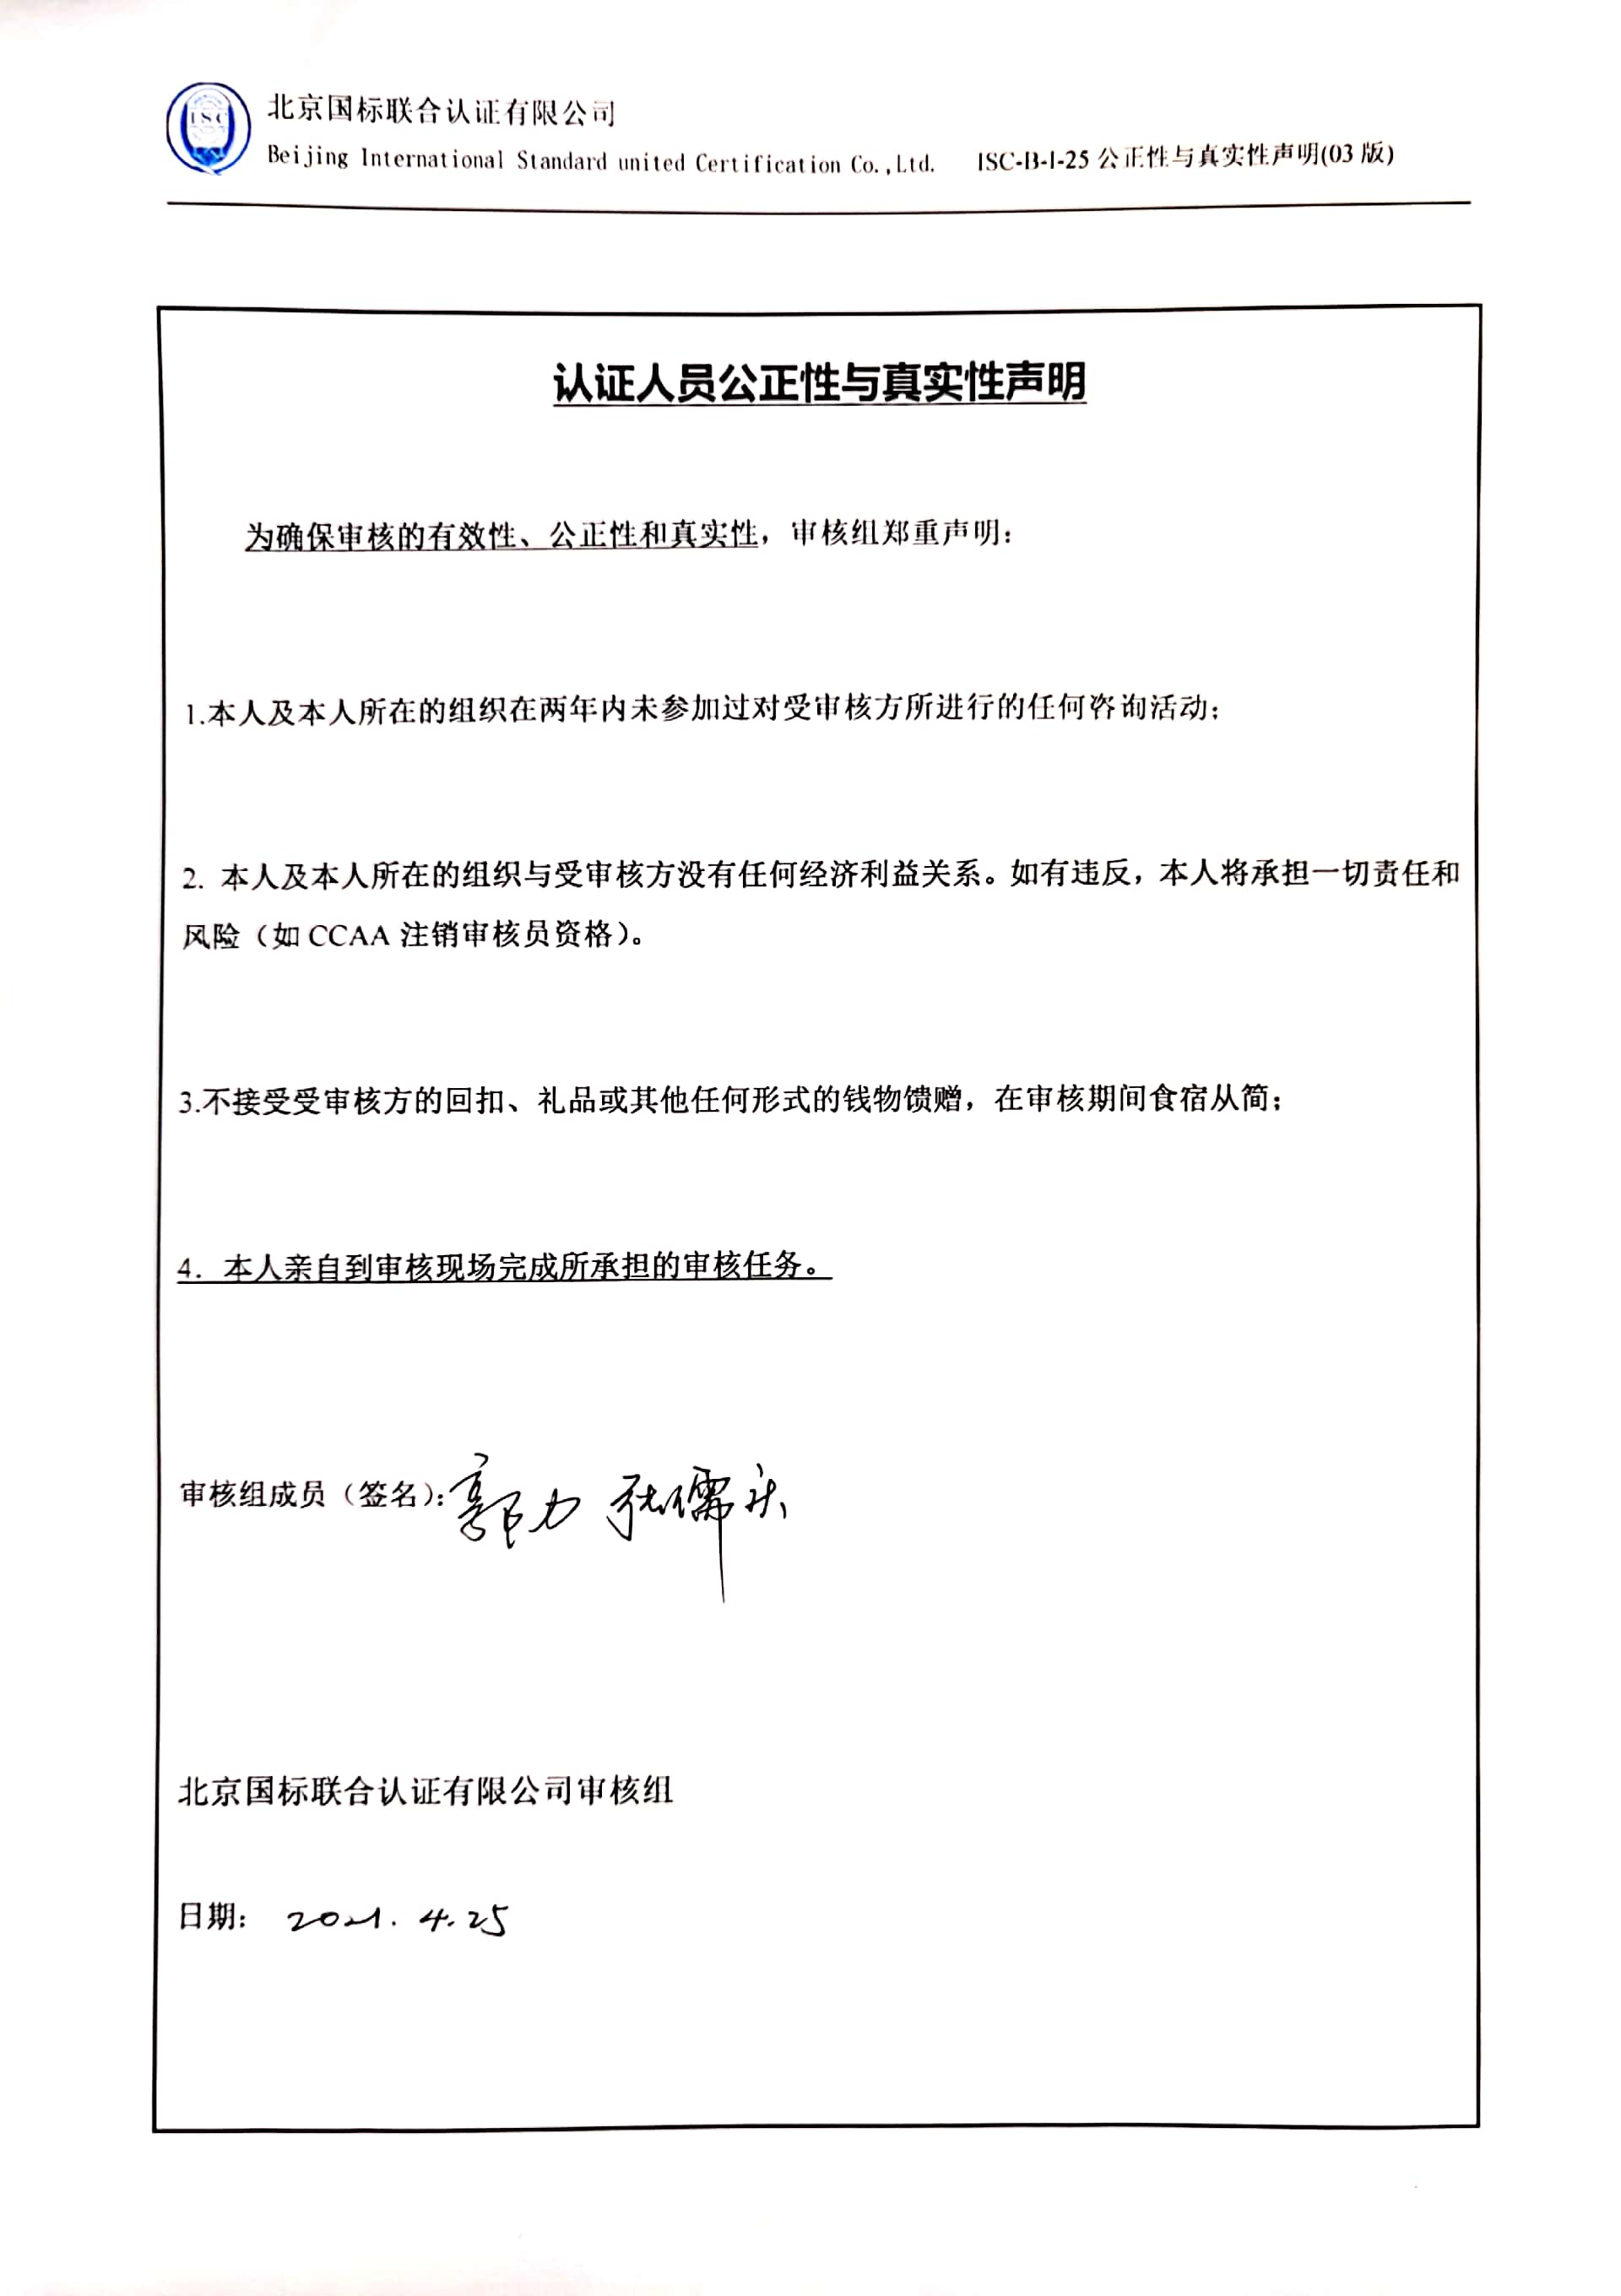 ISC
北京国标联合认证有限公司
Beijing International Standard united Certification Co.,Ltd. ISC-B-I-25 公正性与真实性声明(03 版)
认证人员公正性与真实性声明
为确保审核的有效性、公正性和真实性，审核组郑重声明：
1.本人及本人所在的组织在两年内未参加过对受审核方所进行的任何咨询活动；
2. 本人及本人所在的组织与受审核方没有任何经济利益关系。如有违反，本人将承担一切责任和
风险（如 CCAA 注销审核员资格）。
3.不接受受审核方的回扣、礼品或其他任何形式的钱物馈赠，在审核期间食宿从简；
4. 本人亲自到审核现场完成所承担的审核任务。
审核组成员（签名）：郭力 张儒
北京国标联合认证有限公司审核组
日期： 2021.4.25